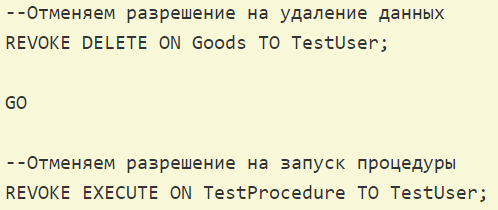 --Отменяем разрешение на удаление данных
REVOKE DELETE ON Goods TO TestUser;
GO
--Отменяем разрешение на запуск процедуры
REVOKE EXECUTE ON TestProcedure TO TestUser;